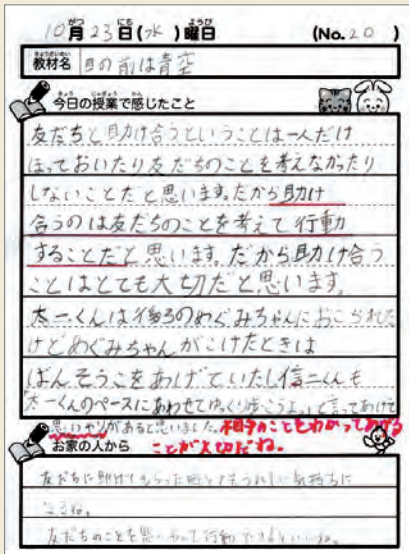 10月23日(水)曜日 (No.20)
教材名 目の前は青空
今日の授業で感じたこと
友だちと助け合うということは一人だけ
ほっておいたり友だちのことを考えなかったり
しないことだと思います。だから助け
合うのは友だちのことを考えて行動
することだと思います。だから助け合う
ことはとても大切だと思います。
太一くんは後ろのめぐみちゃんにおこられた
けどめぐみちゃんがこけたときは
ばんそうこをあげていたし信二くんも
「太一くんのペースにあわせてゆっくり歩こうよ。」と言ってあげて
思いやりがあると思いました。相手のことをわかってあげる
ことが大切だね。
お家の人から
友だちに助けてもらった時とてもうれしい気持ちに
なるね。
友だちのことを思いやって行動